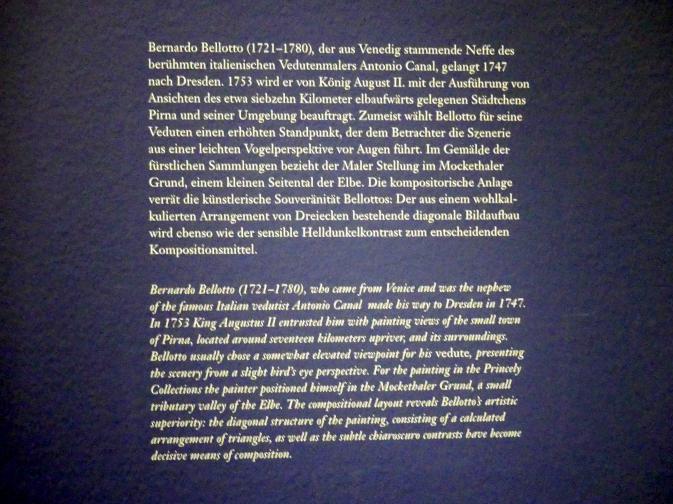 Bernardo Bellotto (1721–1780), der aus Venedig stammende Neffe des
berühmten italienischen Vedutenmalers Antonio Canal, gelangt 1747
nach Dresden. 1753 wird er von König August II. mit der Ausführung von
Ansichten des etwa siebzehn Kilometer elbaufwärts gelegenen Städtchens
Pirna und seiner Umgebung beauftragt. Zumeist wählt Bellotto für seine
Veduten einen erhöhten Standpunkt, der dem Betrachter die Szenerie
aus einer leichten Vogelperspektive vor Augen führt. Im Gemälde der
fürstlichen Sammlungen bezieht der Maler Stellung im Mockethaler
Grund, einem kleinen Seitental der Elbe. Die kompositorische Anlage
verrät die künstlerische Souveränität Bellottos: Der aus einem wohlkal-
kulierten Arrangement von Dreiecken bestehende diagonale Bildaufbau
wird ebenso wie der sensible Helldunkelkontrast zum entscheidenden
Kompositionsmittel.
Bernardo Bellotto (1721–1780), who came from Venice and was the nephew
of the famous Italian vedutist Antonio Canal made his way to Dresden in 1747.
In 1753 King Augustus II entrusted him with painting views of the small town
of Pirna, located around seventeen kilometers upriver, and its surroundings.
Bellotto usually chose a somewhat elevated viewpoint for his vedute, presenting
the scenery from a slight bird's eye perspective. For the painting in the Princely
Collections the painter positioned himself in the Mockethaler Grund, a small
tributary valley of the Elbe. The compositional layout reveals Bellotto's artistic
superiority: the diagonal structure of the painting, consisting of a calculated
arrangement of triangles, as well as the subtle chiaroscuro contrasts have become
decisive means of composition.